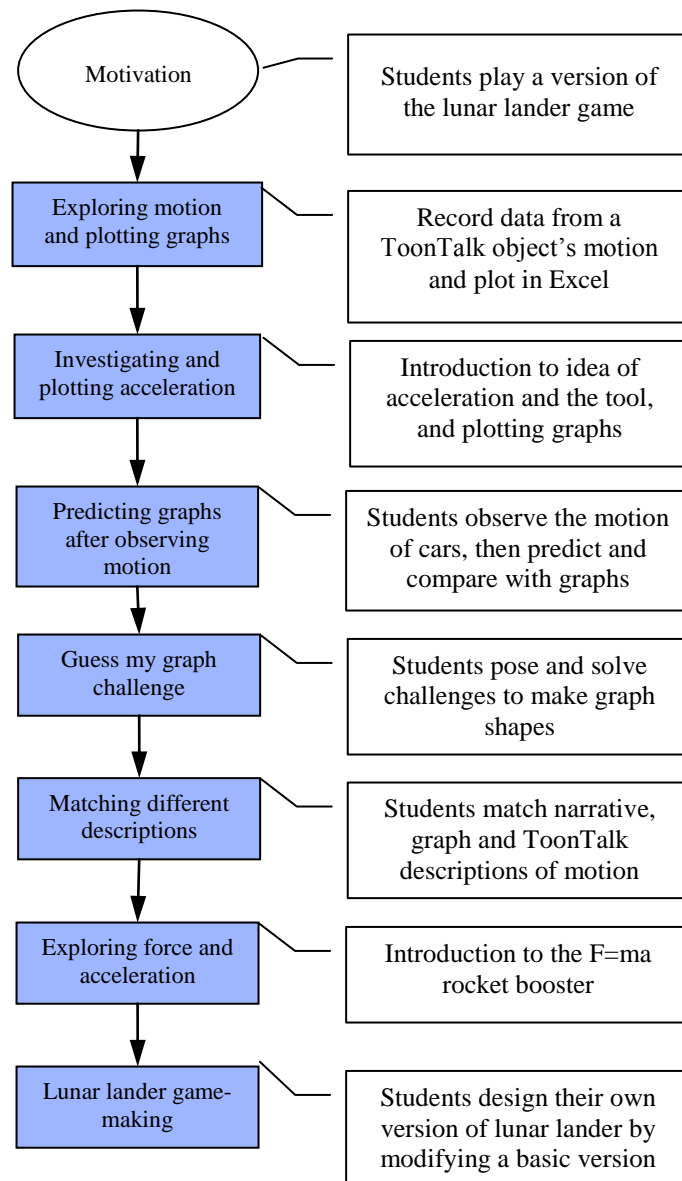 Motivation
Students play a version of
the lunar lander game
Exploring motion
and plotting graphs
Record data from a
ToonTalk object’s motion
and plot in Excel
Investigating and
plotting acceleration
Introduction to idea of
acceleration and the tool,
and plotting graphs
Predicting graphs
after observing
motion
Students observe the motion
of cars, then predict and
compare with graphs
Guess my graph
challenge
Students pose and solve
challenges to make graph
shapes
Matching different
descriptions
Students match narrative,
graph and ToonTalk
descriptions of motion
Exploring force and
acceleration
Introduction to the F=ma
rocket booster
Lunar lander game-
making
Students design their own
version of lunar lander by
modifying a basic version